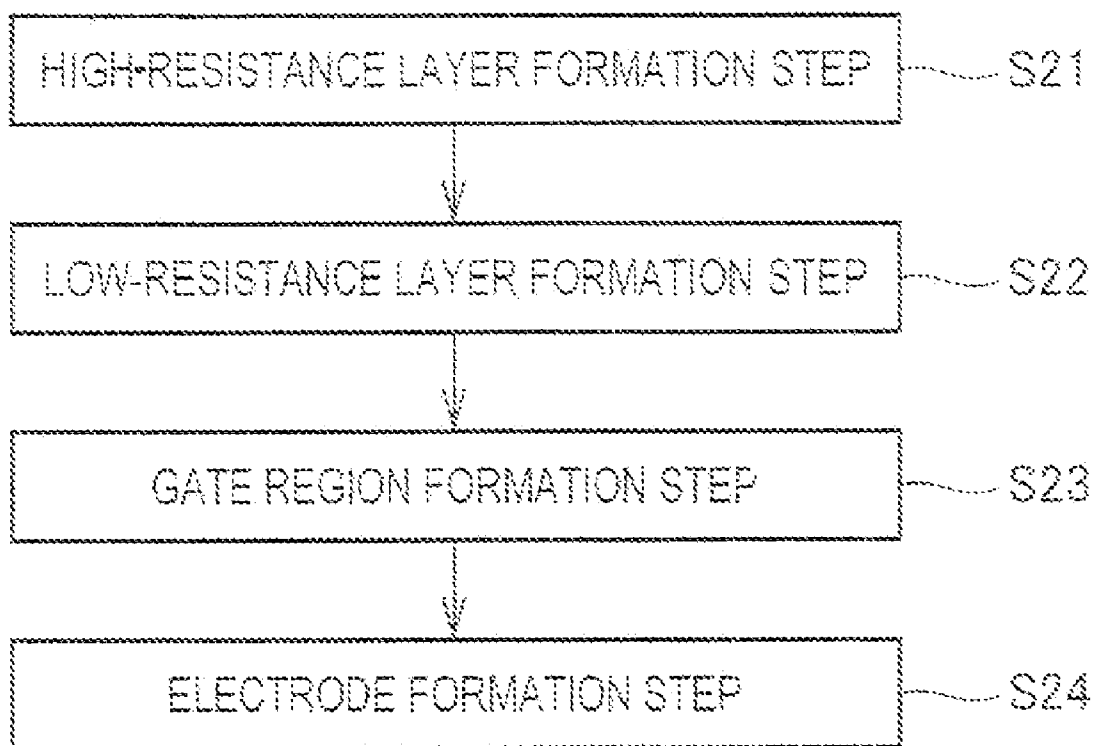 HIGH-RESISTANCE LAYER FORMATION STEP S21
LOW-RESISTANCE LAYER FORMATION STEP S22
GATE REGION FORMATION STEP S23
ELECTRODE FORMATION STEP S24